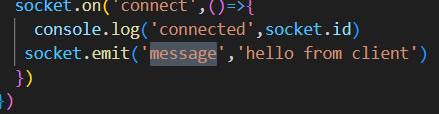 socket.on('connect',()=>{
console.log('connected',socket.id)
socket.emit('message','hello from client')
})
})